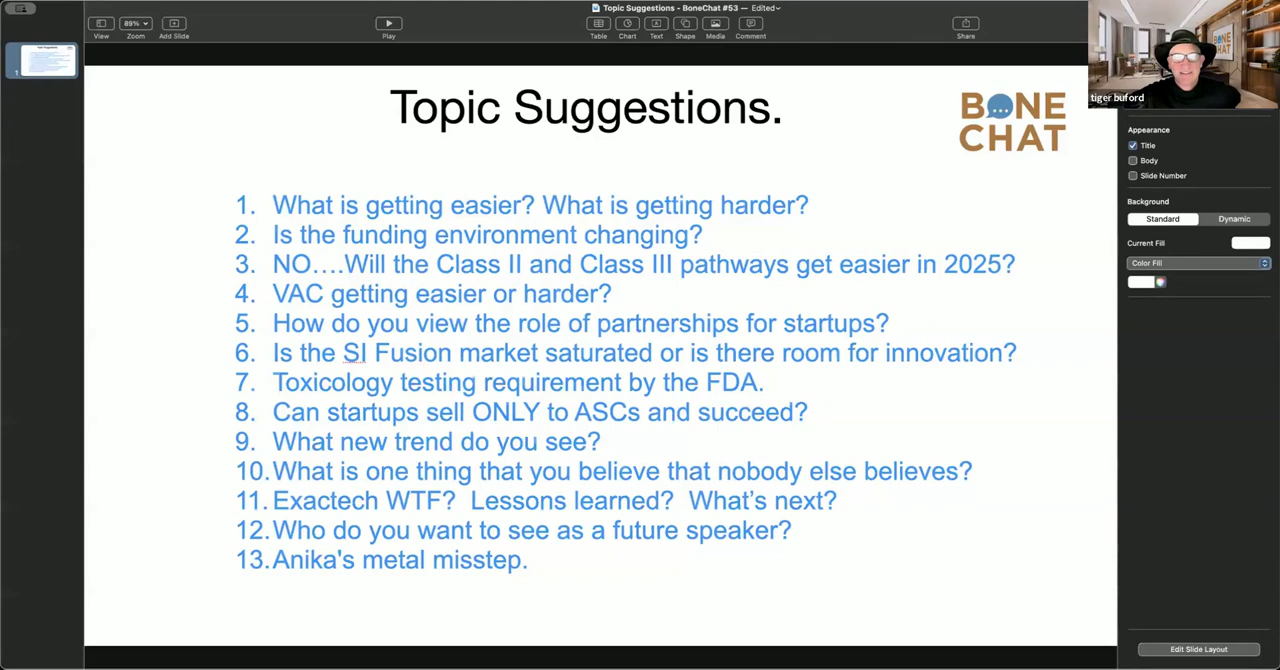 Topic Suggestions - BoneChat #53 — Edited
89%
View
Zoom
Add Slide
Play
Table
Chart
Text
Shape
Media
Comment
Share
tiger buford
BONE
CHAT
1
Topic Suggestions.
BONE
CHAT
1. What is getting easier? What is getting harder?
2. Is the funding environment changing?
3. NO….Will the Class II and Class III pathways get easier in 2025?
4. VAC getting easier or harder?
5. How do you view the role of partnerships for startups?
6. Is the SI Fusion market saturated or is there room for innovation?
7. Toxicology testing requirement by the FDA.
8. Can startups sell ONLY to ASCs and succeed?
9. What new trend do you see?
10. What is one thing that you believe that nobody else believes?
11. Exactech WTF?  Lessons learned?  What’s next?
12. Who do you want to see as a future speaker?
13. Anika's metal misstep.
Appearance
Title
Body
Slide Number
Background
Standard
Dynamic
Current Fill
Color Fill
Edit Slide Layout